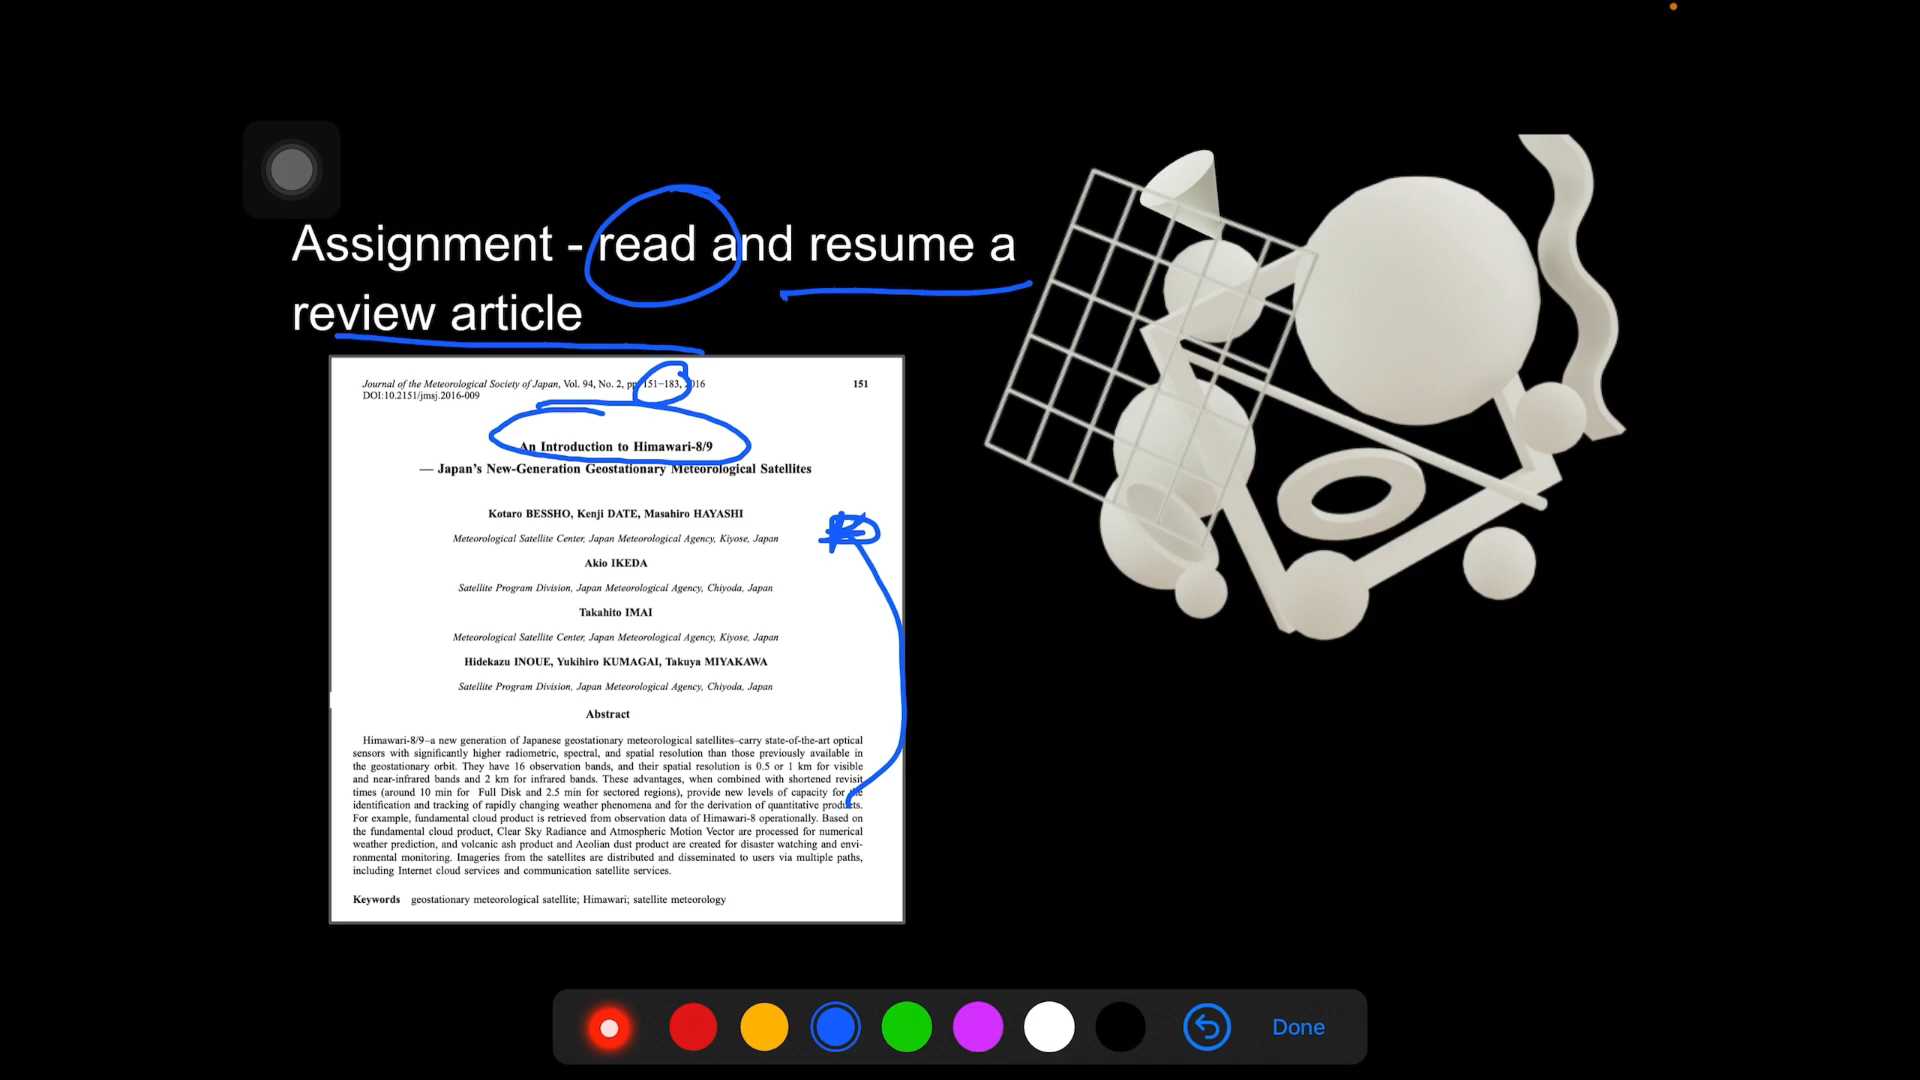 Assignment - read and resume a
review article
Journal of the Meteorological Society of Japan, Vol. 94, No. 2, pp. 151−183, 2016
151
DOI:10.2151/jmsj.2016-009
An Introduction to Himawari-8/9
— Japan's New-Generation Geostationary Meteorological Satellites
Kotaro BESSHO, Kenji DATE, Masahiro HAYASHI
Meteorological Satellite Center, Japan Meteorological Agency, Kiyose, Japan
Akio IKEDA
Satellite Program Division, Japan Meteorological Agency, Chiyoda, Japan
Takahito IMAI
Meteorological Satellite Center, Japan Meteorological Agency, Kiyose, Japan
Hidekazu INOUE, Yukihiro KUMAGAI, Takuya MIYAKAWA
Satellite Program Division, Japan Meteorological Agency, Chiyoda, Japan
Abstract
Himawari-8/9–a new generation of Japanese geostationary meteorological satellites–carry state-of-the-art optical
sensors with significantly higher radiometric, spectral, and spatial resolution than those previously available in
the geostationary orbit. They have 16 observation bands, and their spatial resolution is 0.5 or 1 km for visible
and near-infrared bands and 2 km for infrared bands. These advantages, when combined with shortened revisit
times (around 10 min for Full Disk and 2.5 min for sectored regions), provide new levels of capacity for the
identification and tracking of rapidly changing weather phenomena and for the derivation of quantitative products.
For example, fundamental cloud product is retrieved from observation data of Himawari-8 operationally. Based on
the fundamental cloud product, Clear Sky Radiance and Atmospheric Motion Vector are processed for numerical
weather prediction, and volcanic ash product and Aeolian dust product are created for disaster watching and envi-
ronmental monitoring. Imageries from the satellites are distributed and disseminated to users via multiple paths,
including Internet cloud services and communication satellite services.
Keywords geostationary meteorological satellite; Himawari; satellite meteorology
Done